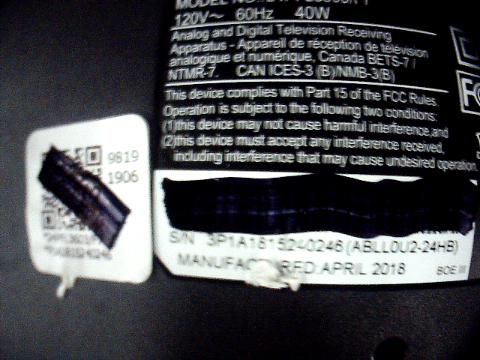 120V~ 60Hz 40W
Analog and Digital Television Receiving
Apparatus - Appareil de réception de télévision
analogique et numérique, Canada BETS-7 /
NTMR-7. CAN ICES-3 (B)/NMB-3(B)
This device complies with Part 15 of the FCC Rules.
Operation is subject to the following two conditions:
(1)this device may not cause harmful interference,and
(2)this device must accept any interference received,
including interference that may cause undesired operation.
9819
1906
S/N 3P1A1815240246 (ABLL0U2-24HB)
MANUFACTURED:APRIL 2018